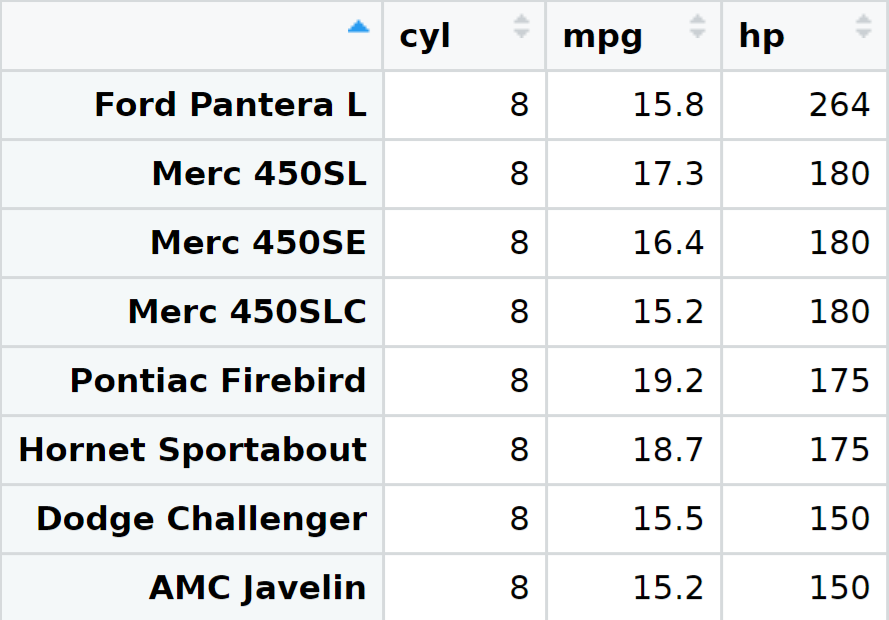 cyl mpg hp
Ford Pantera L 8 15.8 264
Merc 450SL 8 17.3 180
Merc 450SE 8 16.4 180
Merc 450SLC 8 15.2 180
Pontiac Firebird 8 19.2 175
Hornet Sportabout 8 18.7 175
Dodge Challenger 8 15.5 150
AMC Javelin 8 15.2 150